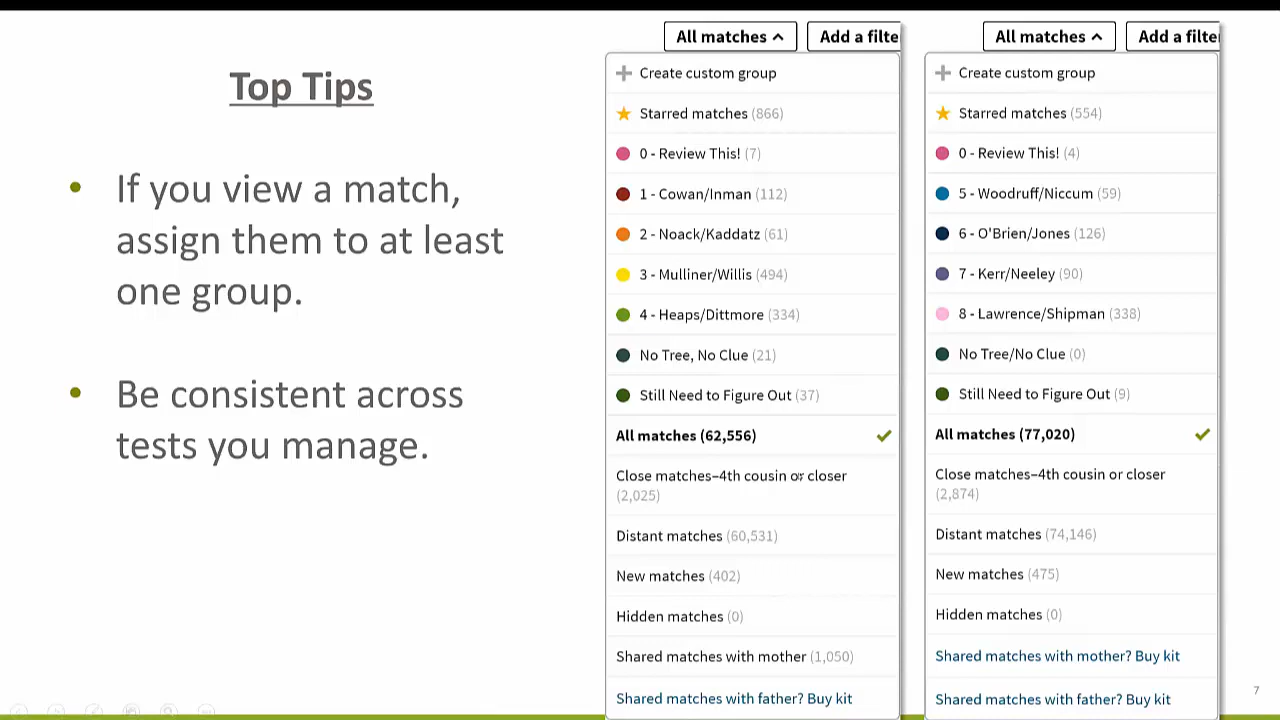 Top Tips
• If you view a match,
assign them to at least
one group.
• Be consistent across
tests you manage.
All matches
Add a filte
Create custom group
Starred matches (866)
0 - Review This! (7)
1 - Cowan/Inman (112)
2 - Noack/Kaddatz (61)
3 - Mulliner/Willis (494)
4 - Heaps/Dittmore (334)
No Tree, No Clue (21)
Still Need to Figure Out (37)
All matches (62,556)
Close matches–4th cousin or closer
(2,025)
Distant matches (60,531)
New matches (402)
Hidden matches (0)
Shared matches with mother (1,050)
Shared matches with father? Buy kit
All matches
Add a filter
Create custom group
Starred matches (554)
0 - Review This! (4)
5 - Woodruff/Niccum (59)
6 - O'Brien/Jones (126)
7 - Kerr/Neeley (90)
8 - Lawrence/Shipman (338)
No Tree/No Clue (0)
Still Need to Figure Out (9)
All matches (77,020)
Close matches–4th cousin or closer
(2,874)
Distant matches (74,146)
New matches (475)
Hidden matches (0)
Shared matches with mother? Buy kit
Shared matches with father? Buy kit
7